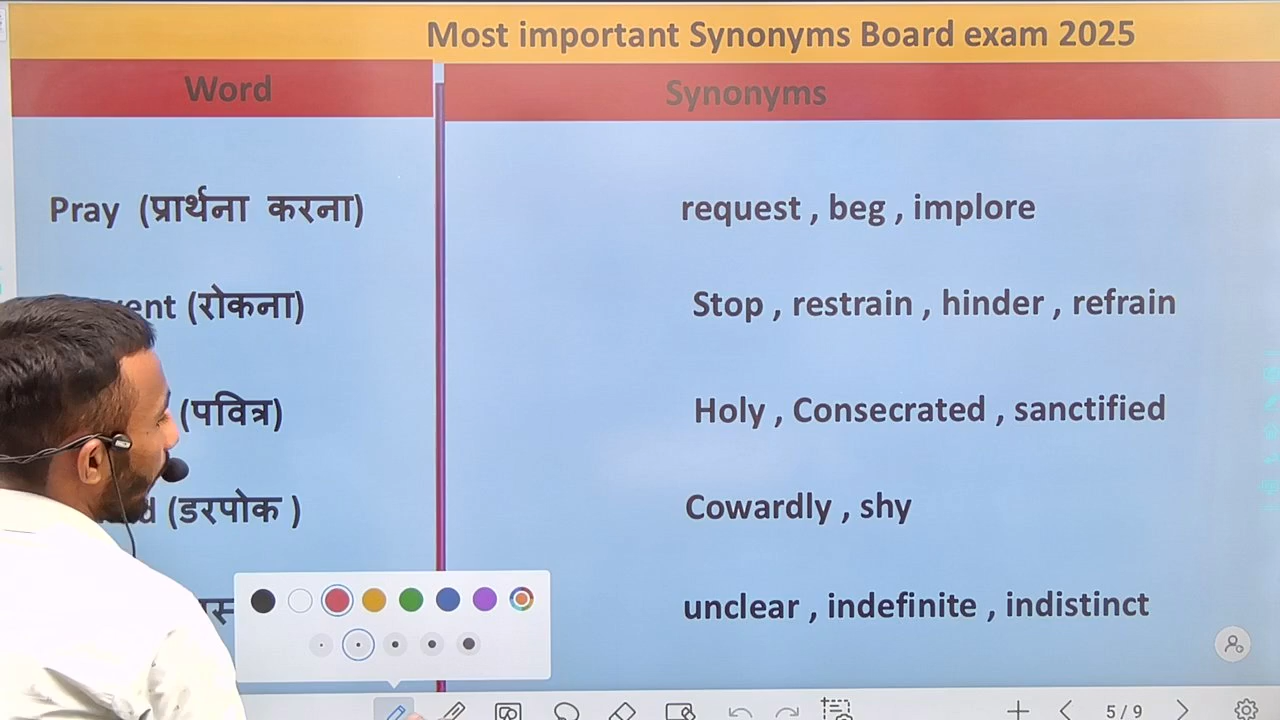 Most important Synonyms Board exam 2025
Word Synonyms
Pray (प्रार्थना करना) request , beg , implore
(रोकना) Stop , restrain , hinder , refrain
(पवित्र) Holy , Consecrated , sanctified
(डरपोक ) Cowardly , shy
unclear , indefinite , indistinct
5/9